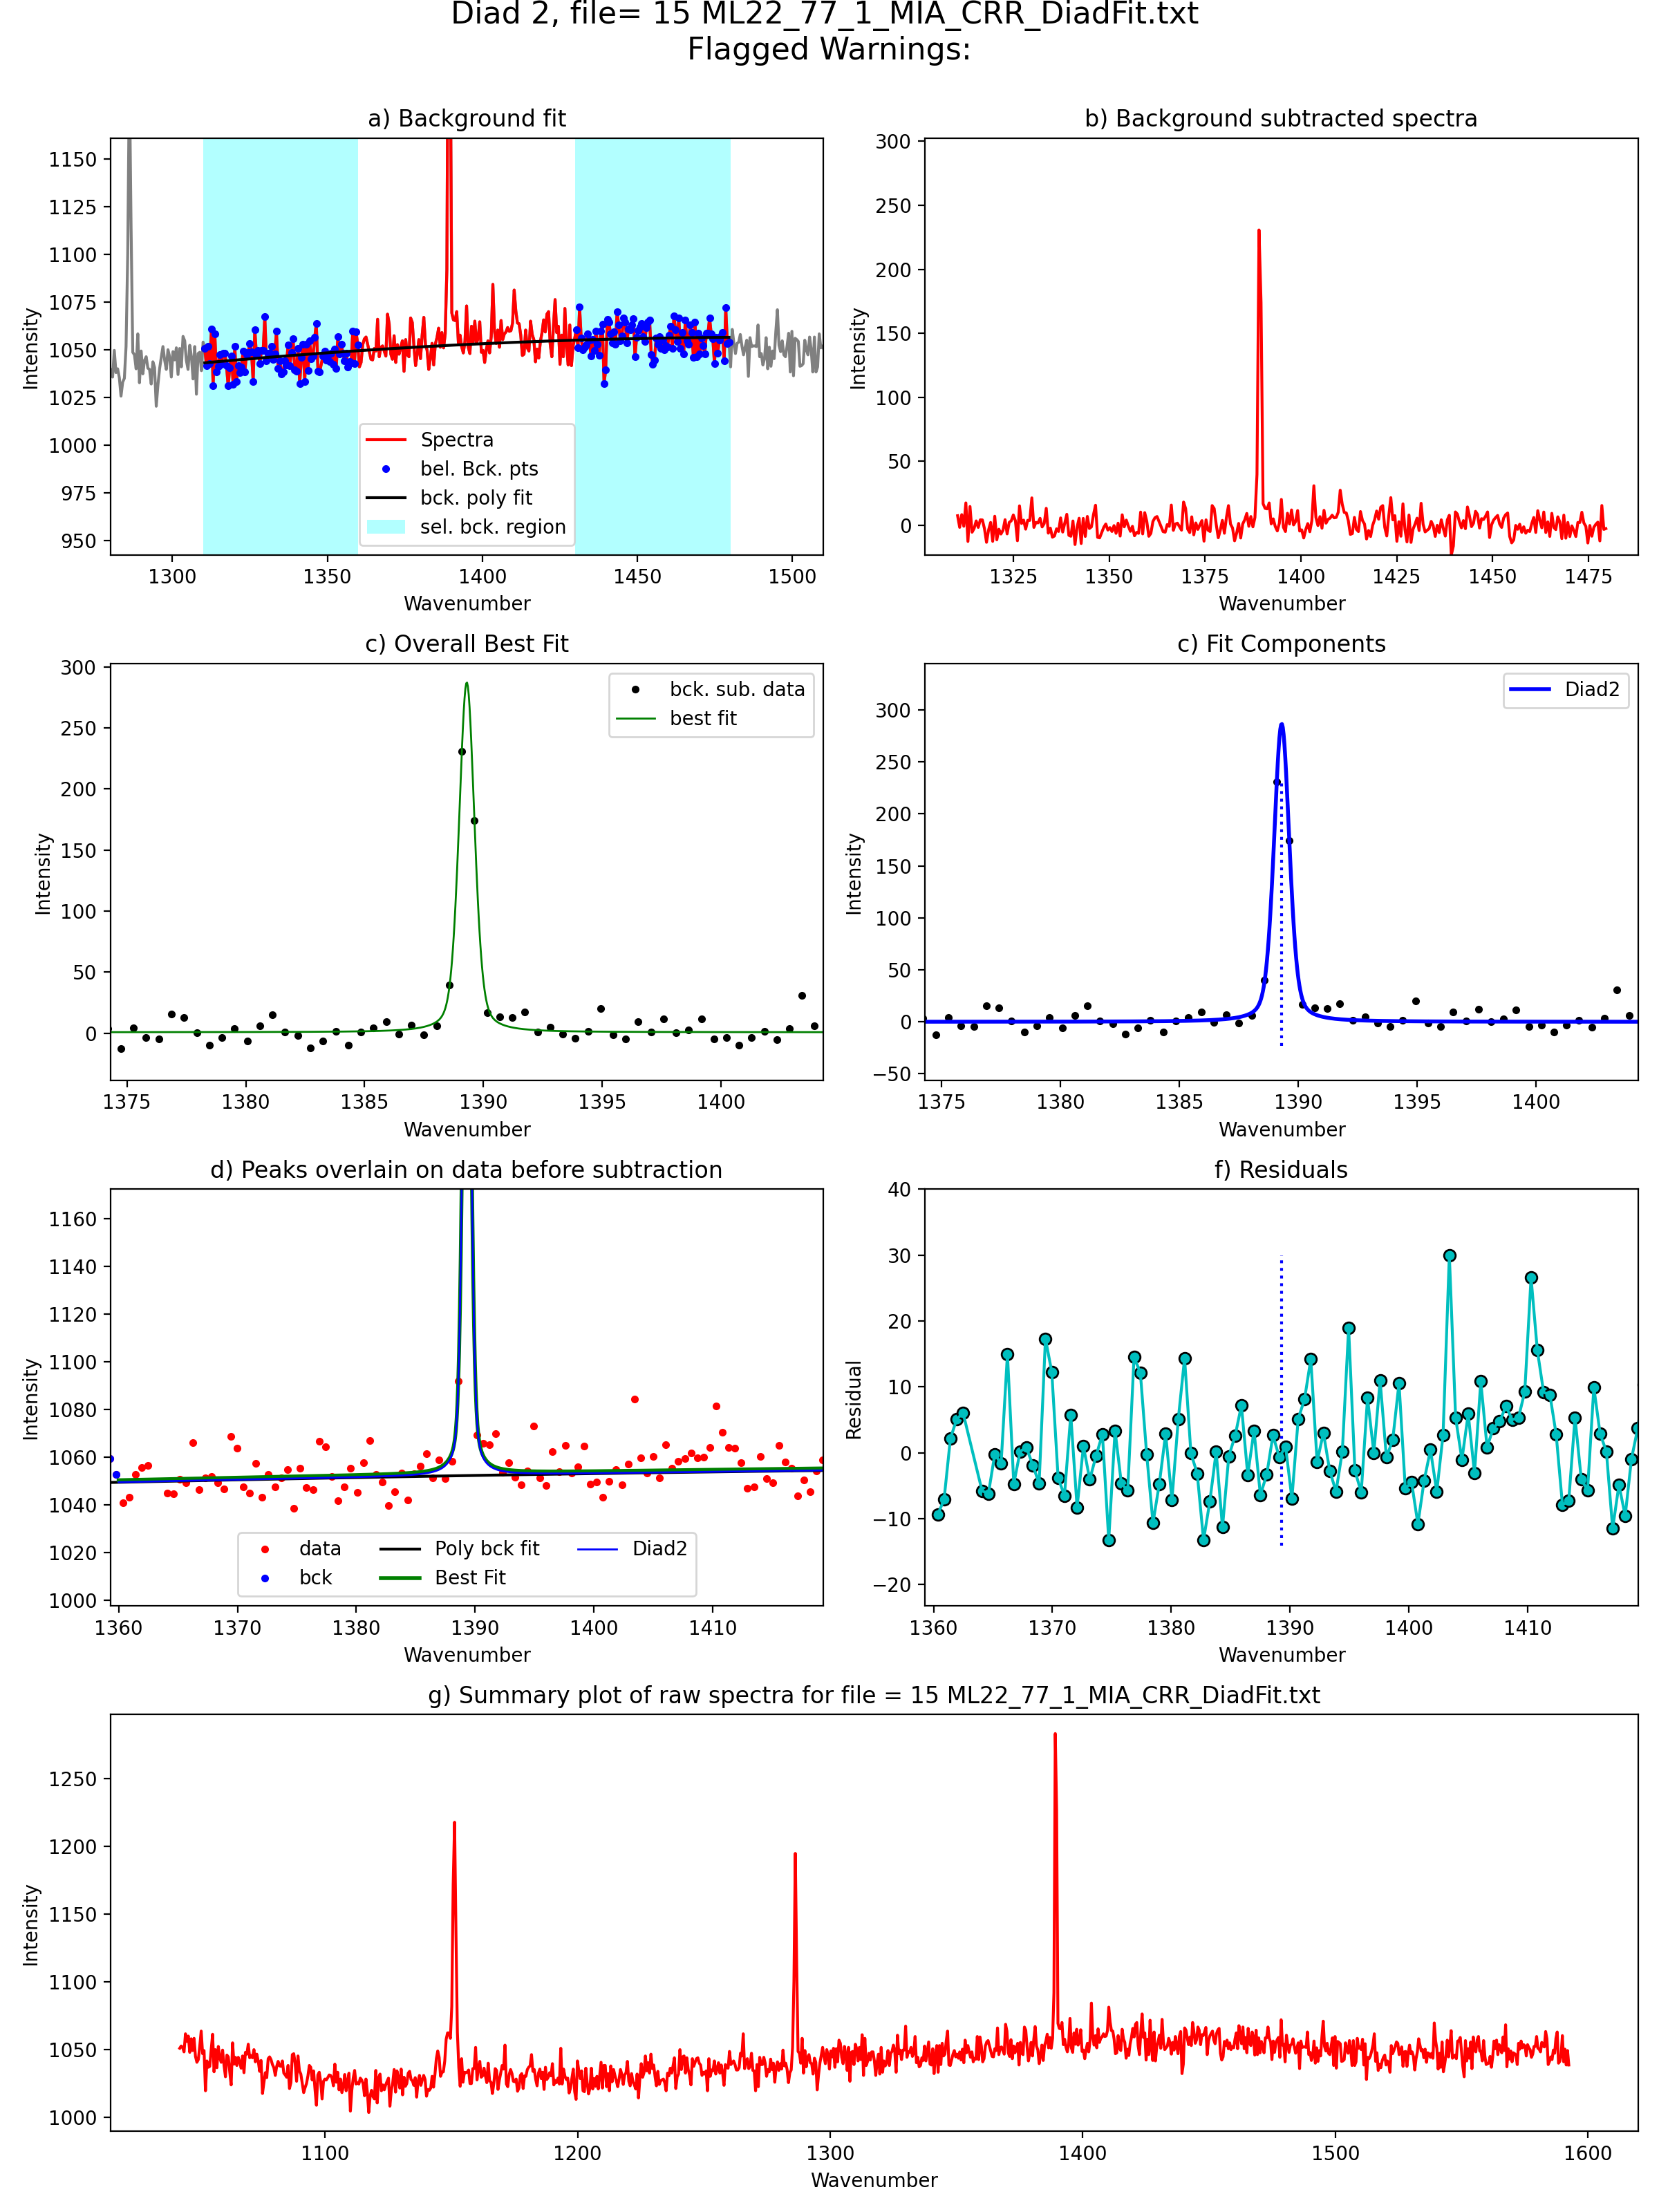 Diad 2, file= 15 ML22_77_1_MIA_CRR_DiadFit.txt
Flagged Warnings:
a) Background fit
1150
1125
1100
1075
1050
1025
1000
975
950
Intensity
Spectra
bel. Bck. pts
bck. poly fit
sel. bck. region
1300 1350 1400 1450 1500
Wavenumber
b) Background subtracted spectra
300
250
200
150
100
50
0
Intensity
1325 1350 1375 1400 1425 1450 1475
Wavenumber
c) Overall Best Fit
300
250
200
150
100
50
0
Intensity
bck. sub. data
best fit
1375 1380 1385 1390 1395 1400
Wavenumber
c) Fit Components
300
250
200
150
100
50
0
−50
Intensity
Diad2
1375 1380 1385 1390 1395 1400
Wavenumber
d) Peaks overlain on data before subtraction
1160
1140
1120
1100
1080
1060
1040
1020
1000
Intensity
data
bck
Poly bck fit
Best Fit
Diad2
1360 1370 1380 1390 1400 1410
Wavenumber
f) Residuals
40
30
20
10
0
−10
−20
Residual
1360 1370 1380 1390 1400 1410
Wavenumber
g) Summary plot of raw spectra for file = 15 ML22_77_1_MIA_CRR_DiadFit.txt
1250
1200
1150
1100
1050
1000
Intensity
1100 1200 1300 1400 1500 1600
Wavenumber